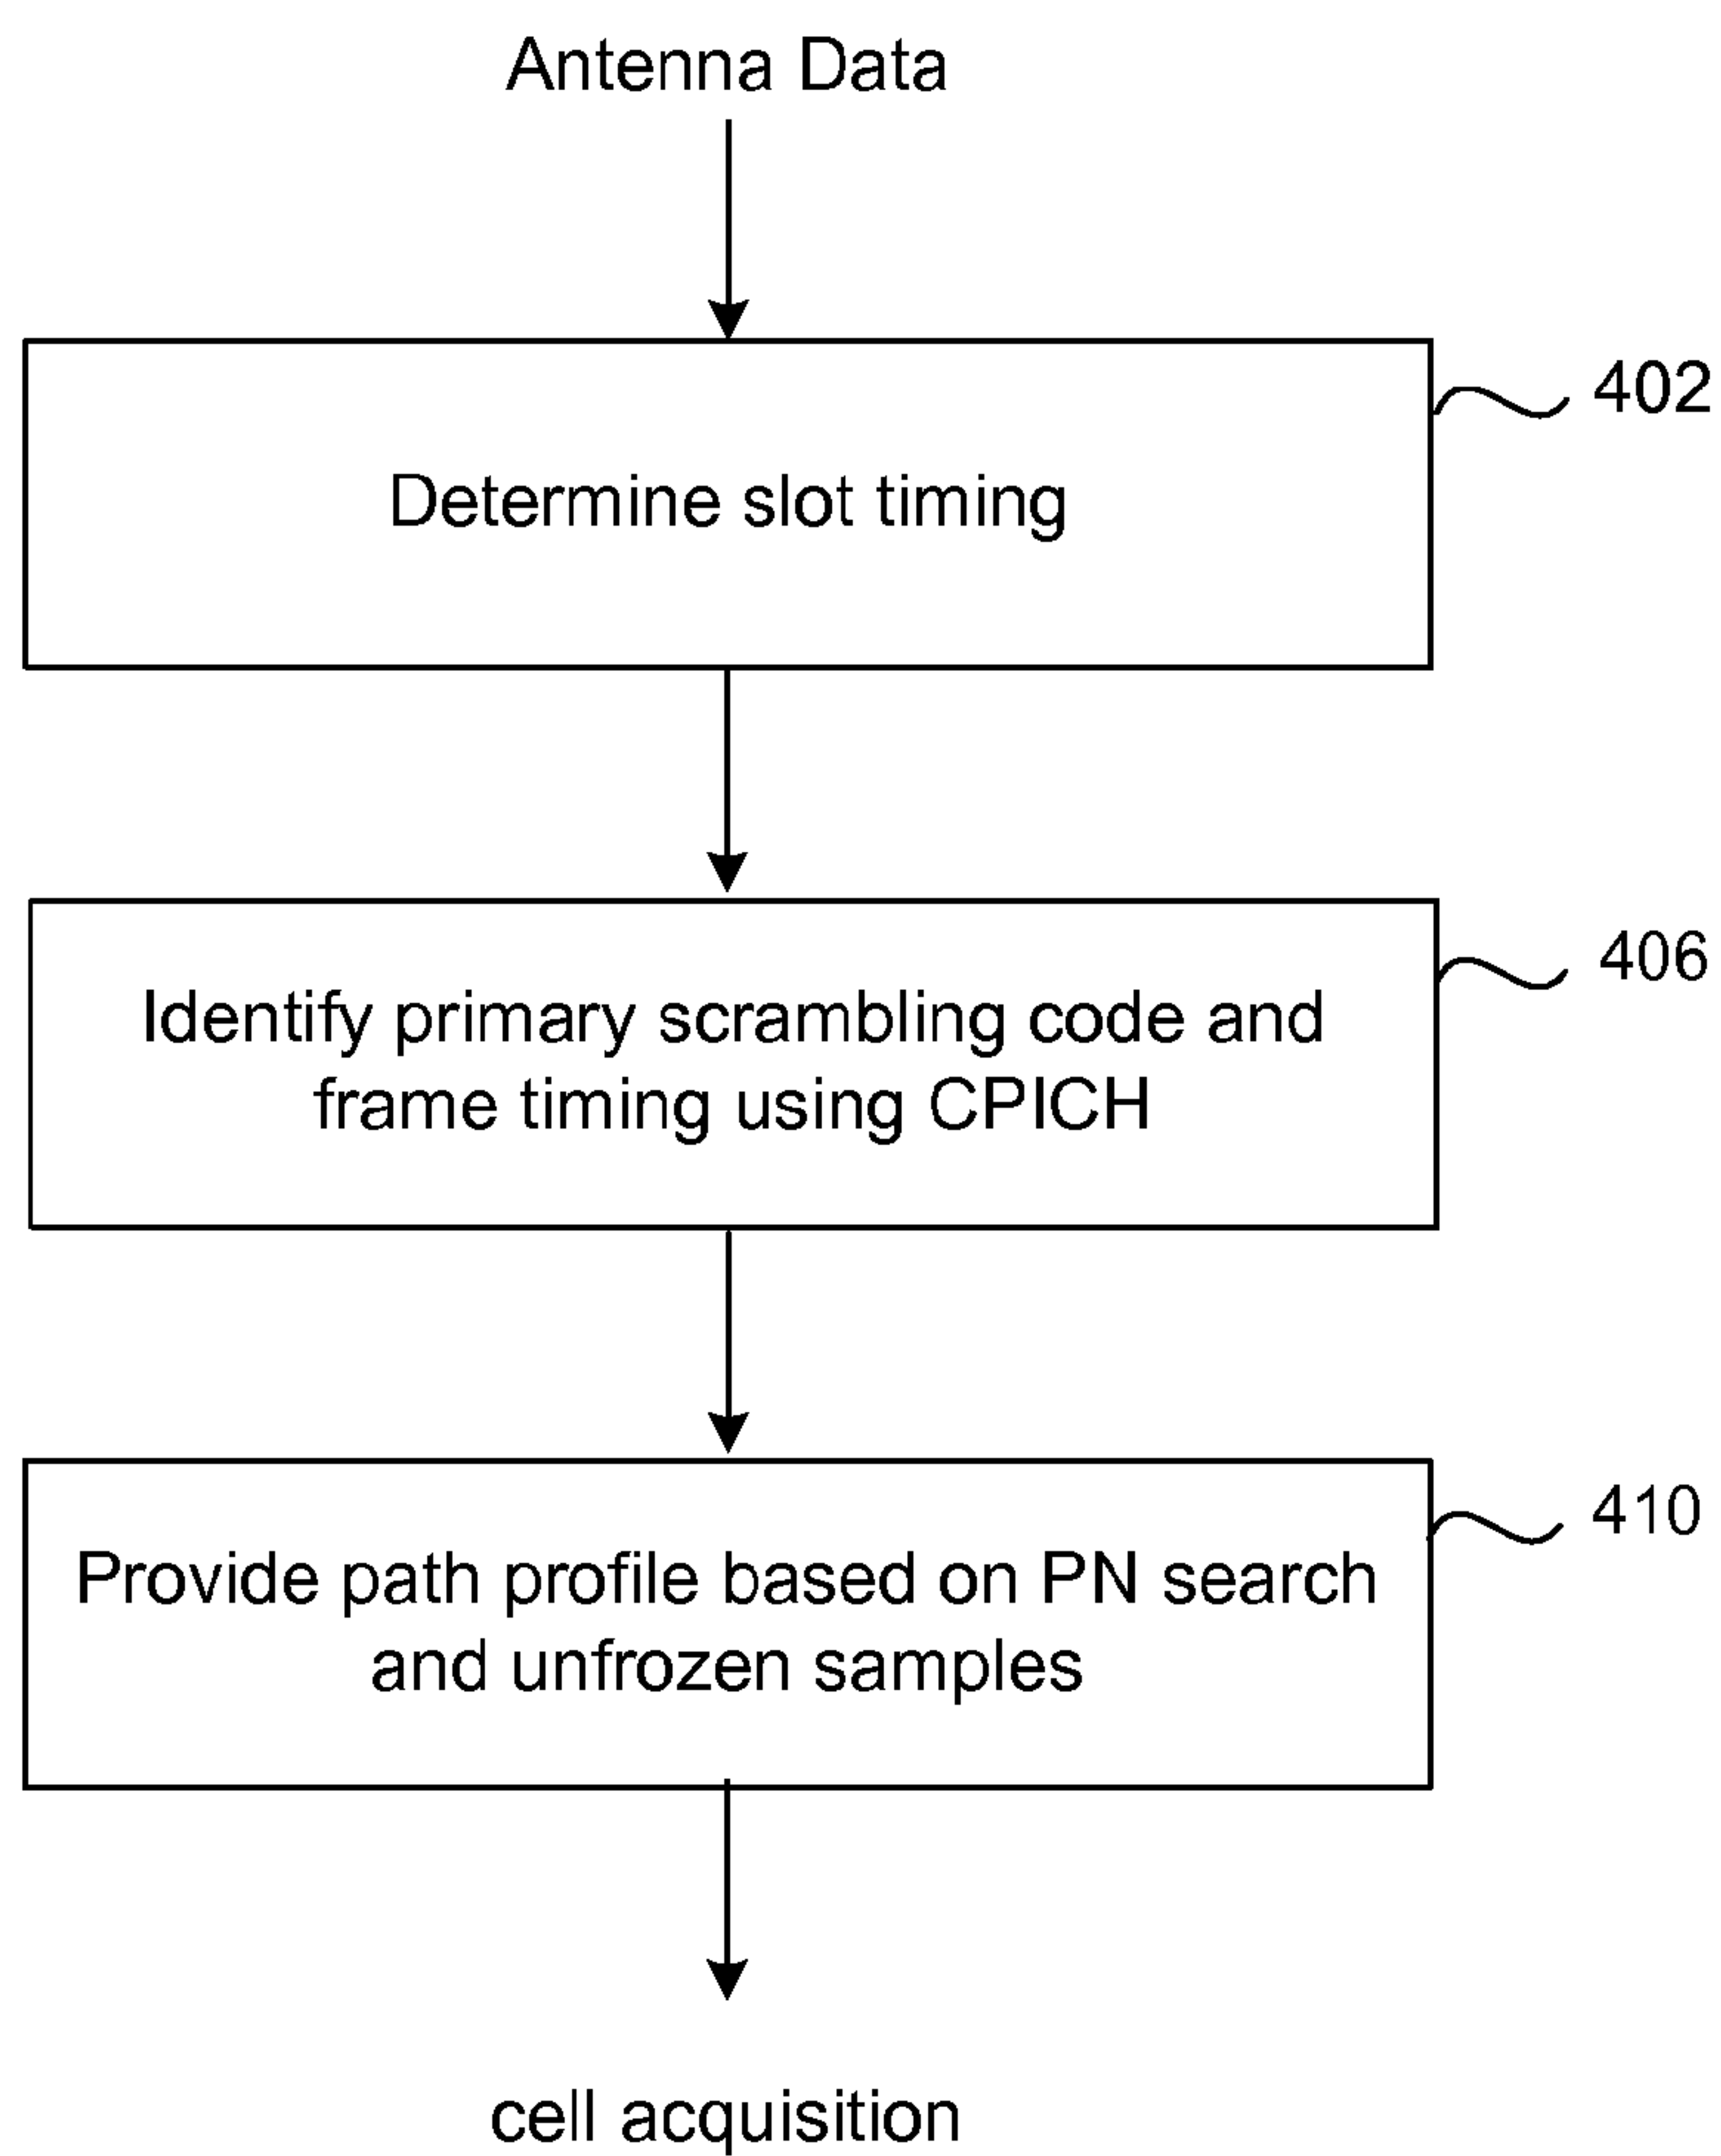 Antenna Data
402
Determine slot timing
406
Identify primary scrambling code and
frame timing using CPICH
410
Provide path profile based on PN search
and unfrozen samples
cell acquisition